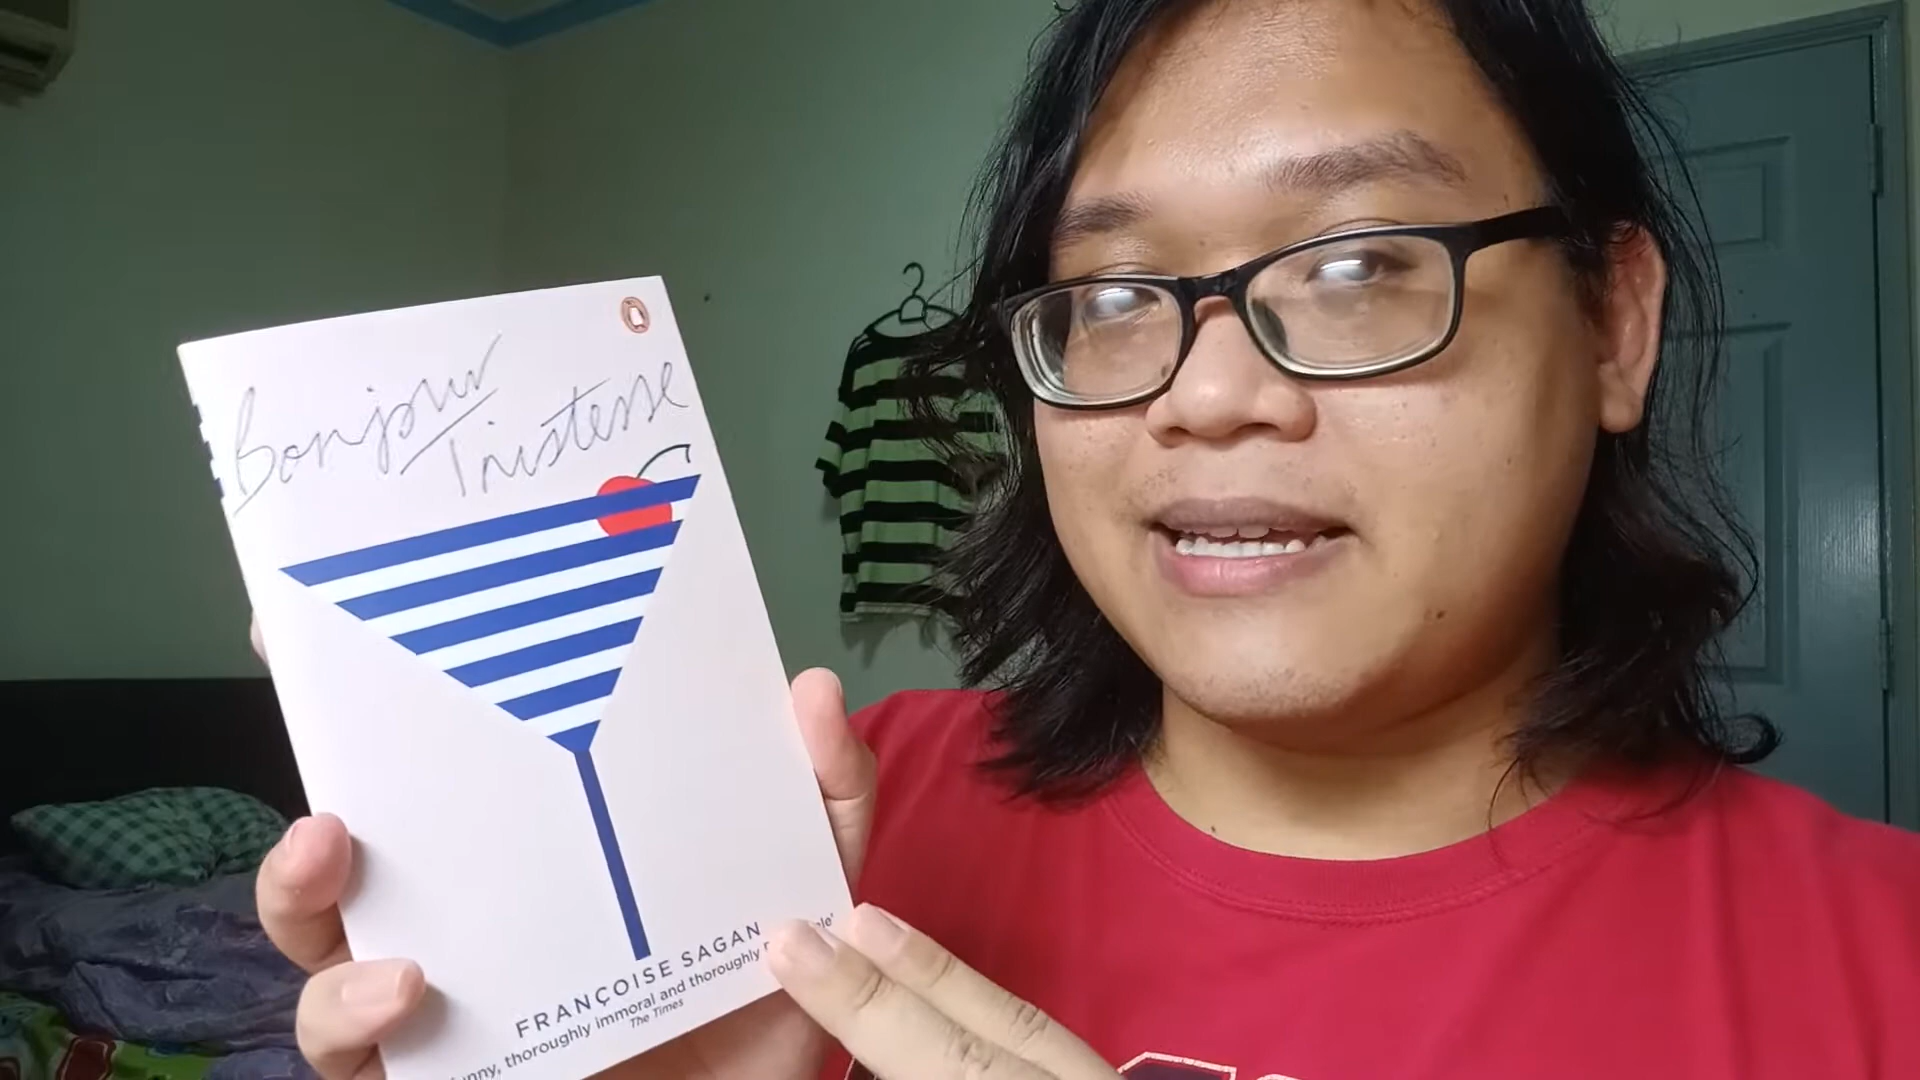 Bonjour
Tristesse
FRANÇOISE SAGAN
thoroughly immoral and thoroughly
The Times